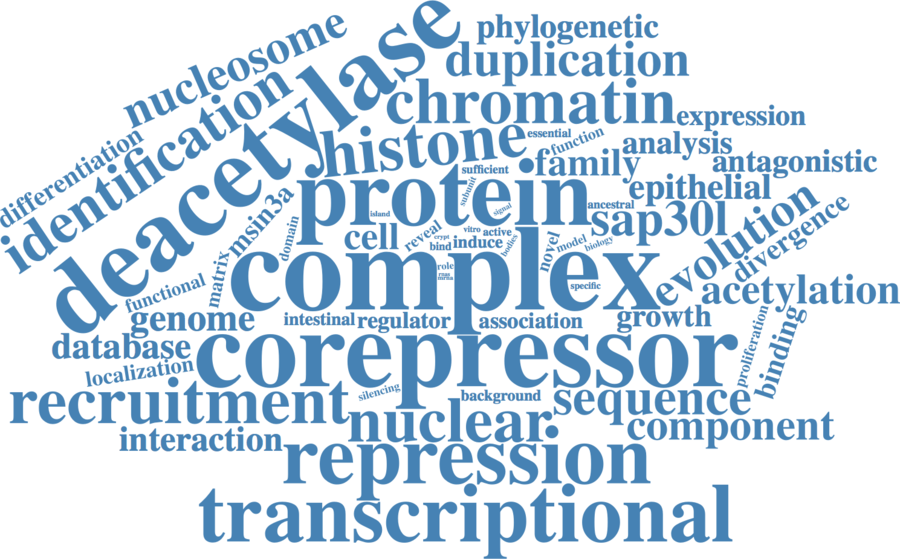 phylogenetic
nucleosome
deacetylase
duplication
identification
chromatin
expression
histone
essential
function
analysis
differentiation
family
antagonistic
sufficient
protein
subunit
epithelial
msin3a
island
signal
ancestral
sap30l
domain
cell
reveal
vitro
active
crypt
bind
induce
bodies
novel
model
biology
evolution
divergence
matrix
functional
complex
role
rnas
mrna
specific
acetylation
genome
intestinal
regulator
association
growth
database
corepressor
proliferation
binding
localization
recruitment
silencing
background
sequence
nuclear
component
interaction
repression
transcriptional